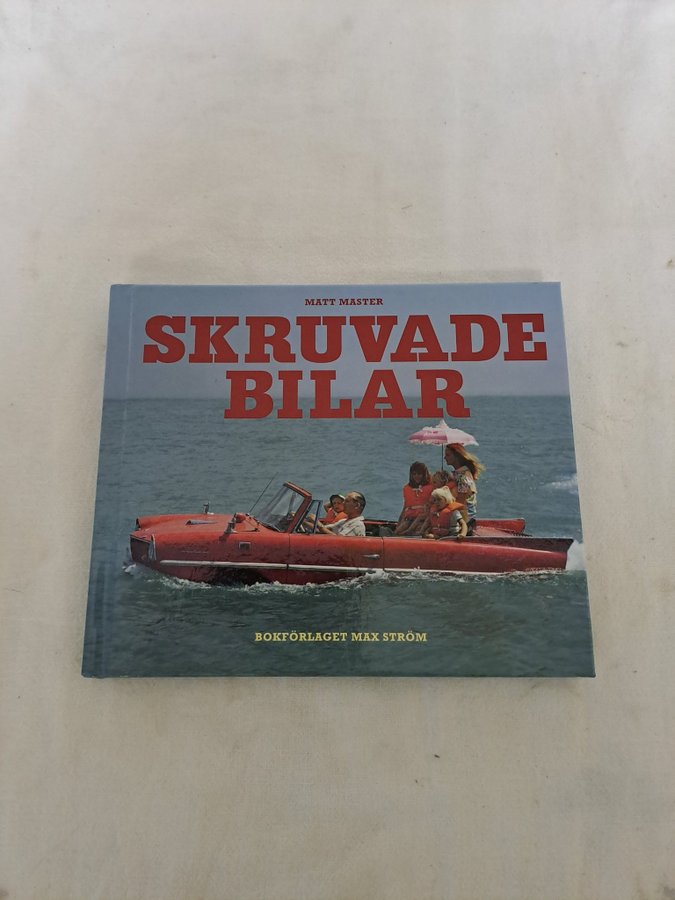 MATT MASTER
SKRUVADE
BILAR
BOKFÖRLAGET MAX STRÖM